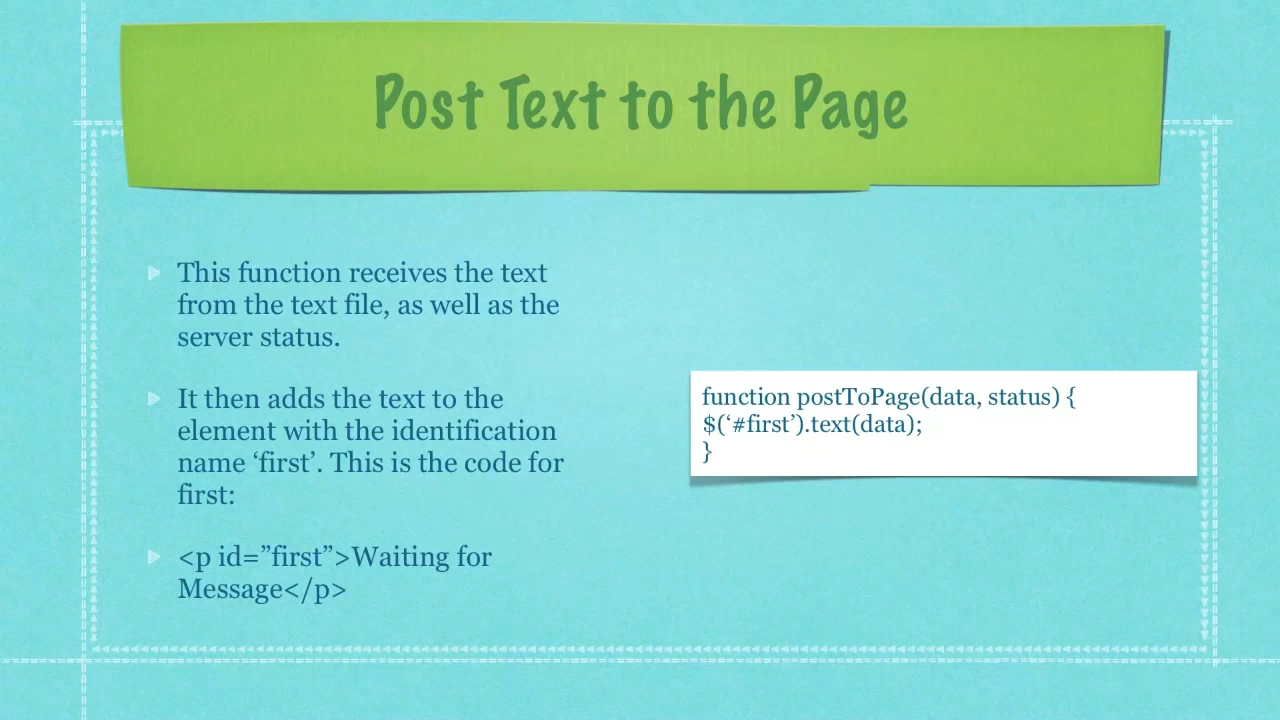 Post Text to the Page
This function receives the text
from the text file, as well as the
server status.
It then adds the text to the
element with the identification
name ‘first’. This is the code for
first:
<p id=”first”>Waiting for
Message</p>
function postToPage(data, status) {
$(‘#first’).text(data);
}